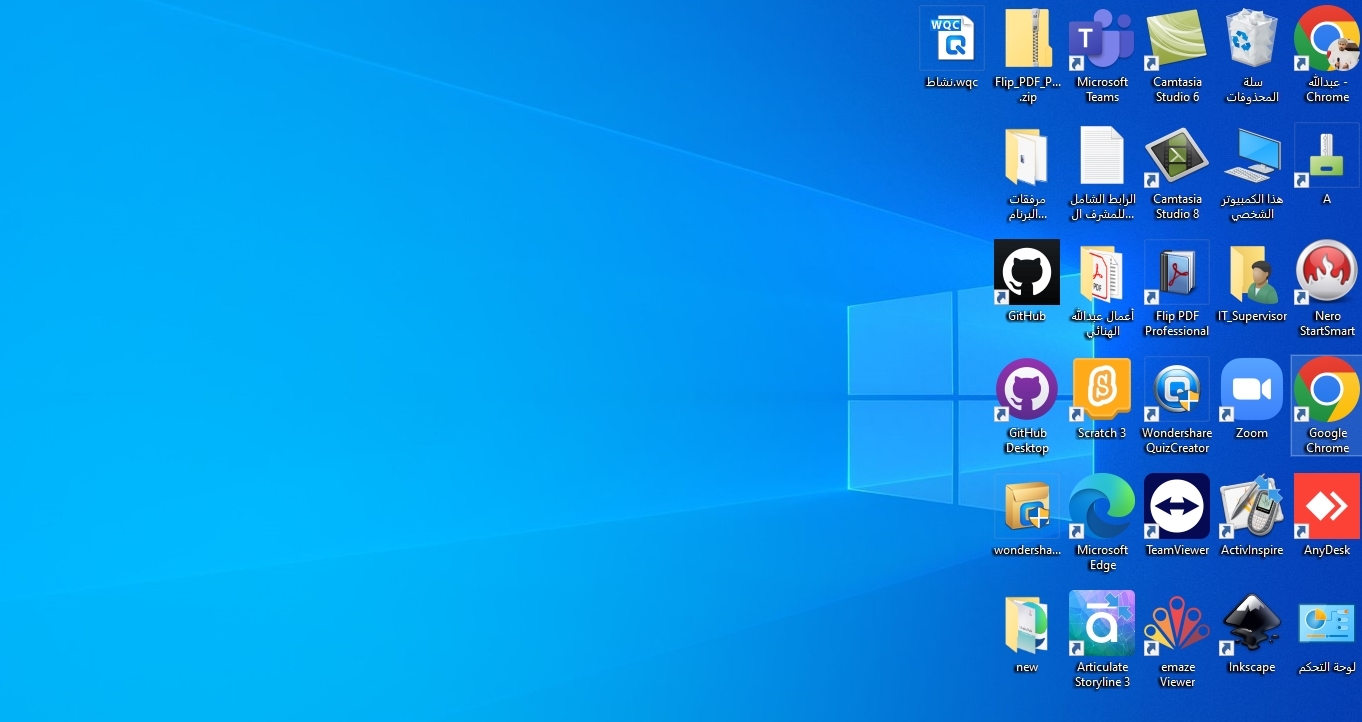 عبدالله -
Chrome
سلة
المحذوفات
Camtasia
Studio 6
Microsoft
Teams
Flip_PDF_P...
.zip
نشاط.wqc
WQC
T
A
هذا الكمبيوتر
الشخصي
Camtasia
Studio 8
الرابط الشامل
للمشرف ال...
مرفقات
البرنام...
Nero
StartSmart
IT_Supervisor
Flip PDF
Professional
أعمال عبدالله
الهنائي
PDF
GitHub
Google
Chrome
Zoom
Wondershare
QuizCreator
Scratch 3
GitHub
Desktop
AnyDesk
ActivInspire
TeamViewer
Microsoft
Edge
wondersha...
لوحة التحكم
Inkscape
emaze
Viewer
Articulate
Storyline 3
new